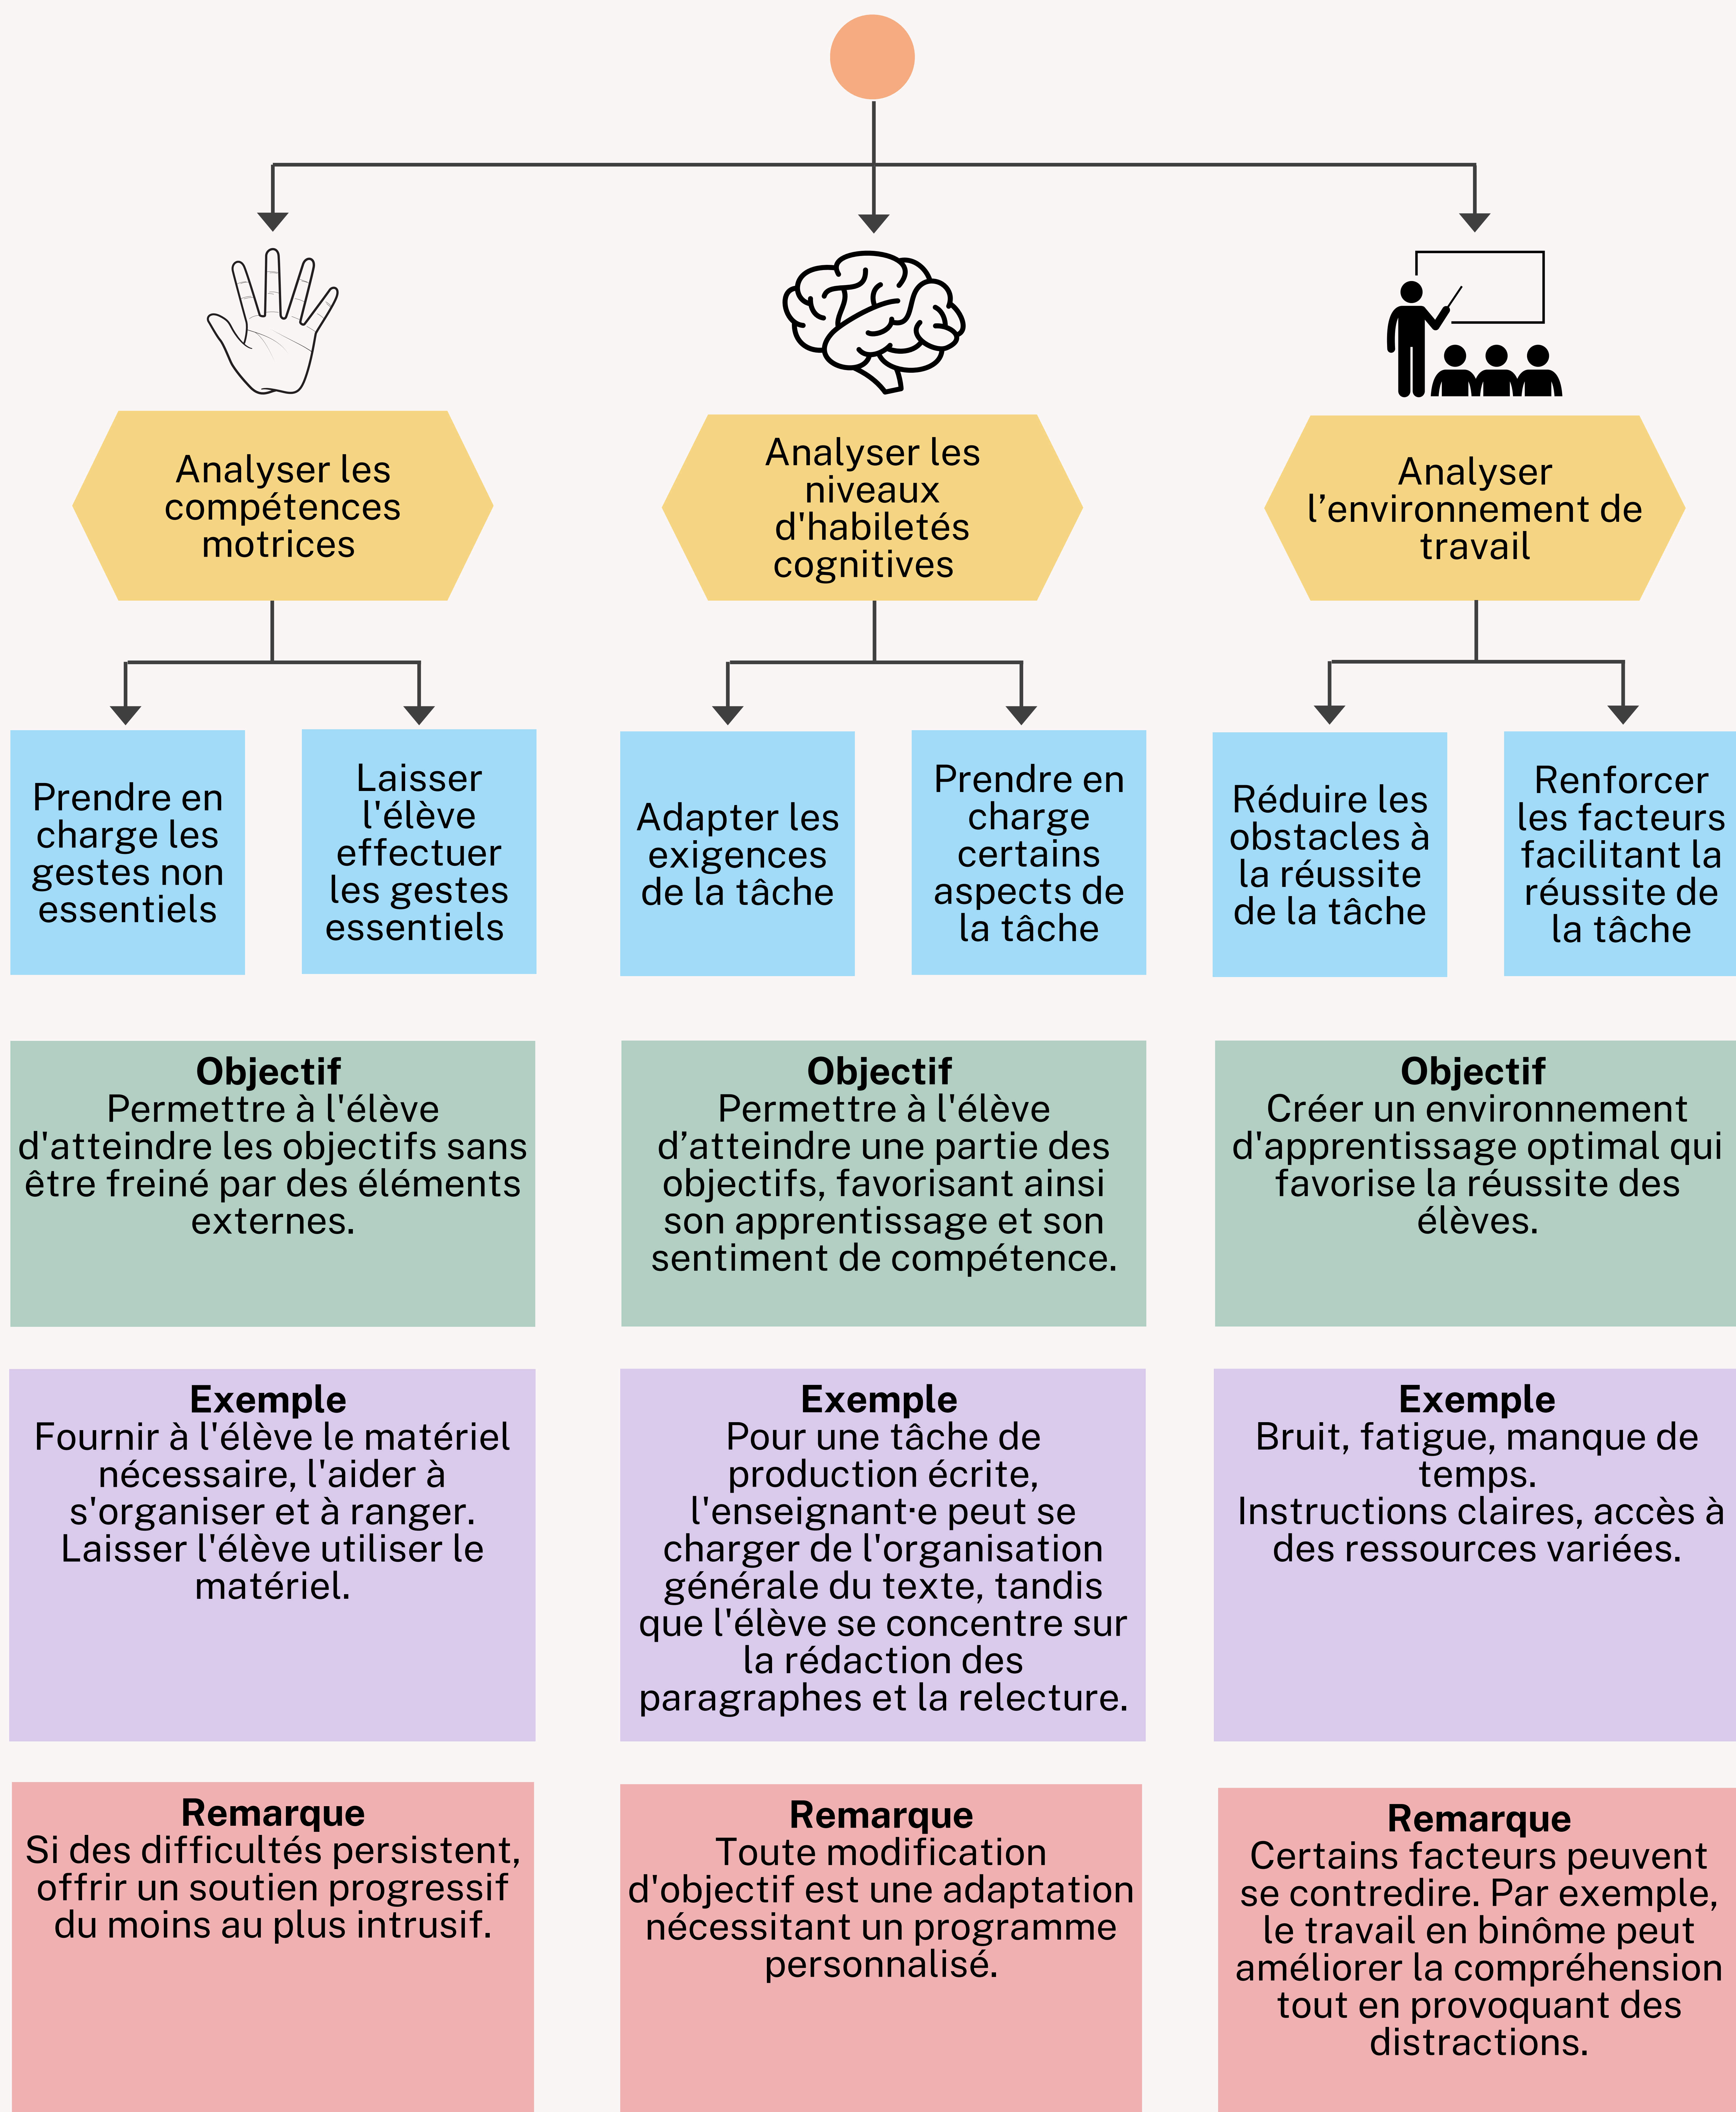 Analyser les
compétences
motrices
Analyser les
niveaux
d'habiletés
cognitives
Analyser
l’environnement de
travail
Prendre en
charge les
gestes non
essentiels
Laisser
l'élève
effectuer
les gestes
essentiels
Adapter les
exigences
de la tâche
Prendre en
charge
certains
aspects de
la tâche
Réduire les
obstacles à
la réussite
de la tâche
Renforcer
les facteurs
facilitant la
réussite de
la tâche
Objectif
Permettre à l'élève
d'atteindre les objectifs sans
être freiné par des éléments
externes.
Objectif
Permettre à l'élève
d’atteindre une partie des
objectifs, favorisant ainsi
son apprentissage et son
sentiment de compétence.
Objectif
Créer un environnement
d'apprentissage optimal qui
favorise la réussite des
élèves.
Exemple
Fournir à l'élève le matériel
nécessaire, l'aider à
s'organiser et à ranger.
Laisser l'élève utiliser le
matériel.
Exemple
Pour une tâche de
production écrite,
l'enseignant·e peut se
charger de l'organisation
générale du texte, tandis
que l'élève se concentre sur
la rédaction des
paragraphes et la relecture.
Exemple
Bruit, fatigue, manque de
temps.
Instructions claires, accès à
des ressources variées.
Remarque
Si des difficultés persistent,
offrir un soutien progressif
du moins au plus intrusif.
Remarque
Toute modification
d'objectif est une adaptation
nécessitant un programme
personnalisé.
Remarque
Certains facteurs peuvent
se contredire. Par exemple,
le travail en binôme peut
améliorer la compréhension
tout en provoquant des
distractions.